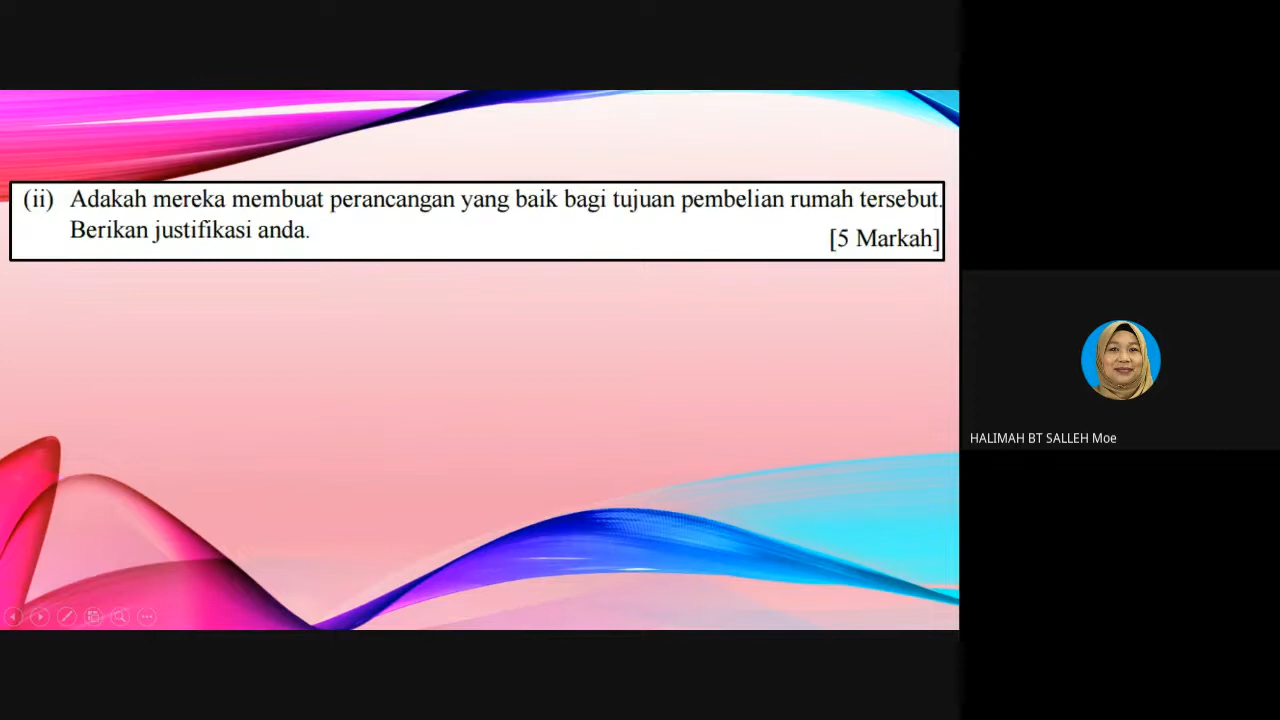 (ii) Adakah mereka membuat perancangan yang baik bagi tujuan pembelian rumah tersebut.
Berikan justifikasi anda.
[5 Markah]
HALIMAH BT SALLEH Moe